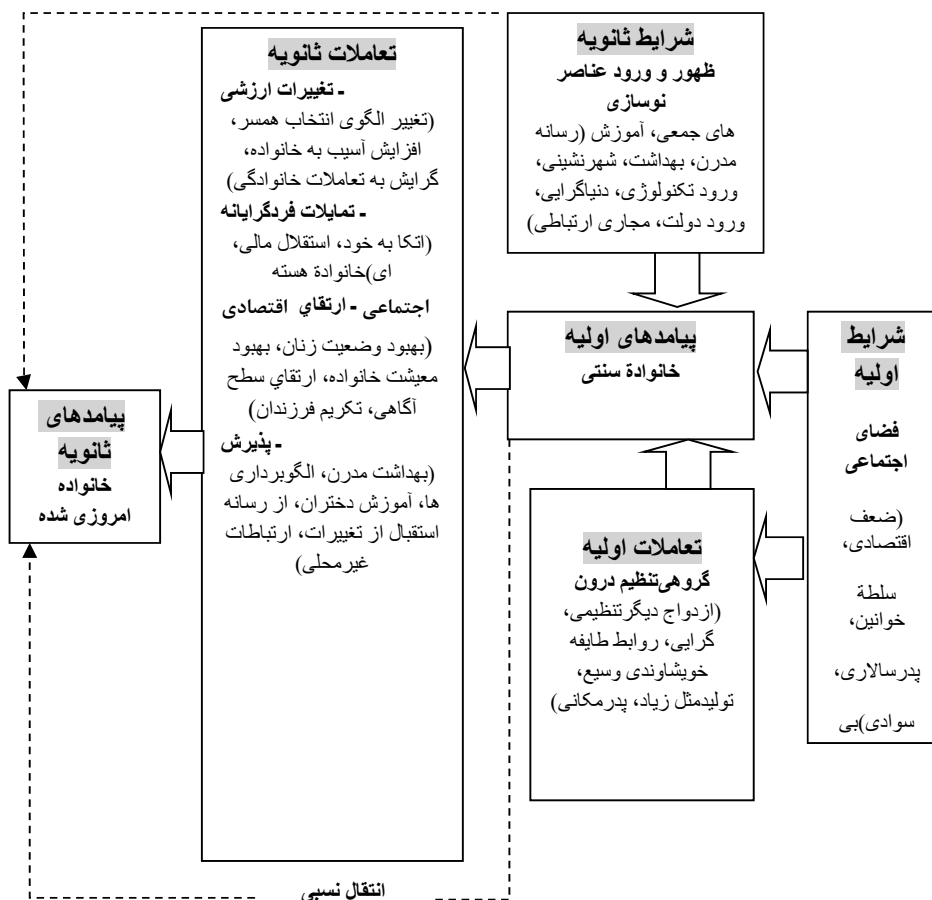 شرایط ثانویه
ظهور و ورود عناصر
نوسازی
های جمعی، آموزش (رسانه
مدرن، بهداشت، شهرنشینی،
ورود تکنولوژی، دنیاگرایی،
ورود دولت، مجاری ارتباطی)
تعاملات ثانویه
- تغییرات ارزشی
(تغییر الگوی انتخاب همسر،
افزایش آسیب به خانواده،
گرایش به تعاملات خانوادگی)
- تمایلات فردگرایانه
(اتکا به خود، استقلال مالی،
ای)خانوادة هسته
اجتماعی - ارتقاي اقتصادی
(بهبود وضعیت زنان، بهبود
معیشت خانواده، ارتقاي سطح
آگاهی، تکریم فرزندان)
- پذیرش
(بهداشت مدرن، الگوبرداری
ها، آموزش دختران، از رسانه
استقبال از تغییرات، ارتباطات
غیرمحلی)
شرایط
اولیه
فضای
اجتماعی
(ضعف
اقتصادی،
سلطة
خوانین،
پدرسالاری،
سوادی)بی
پیامدهای اولیه
خانوادة سنتی
تعاملات اولیه
گروهی‌تنظیم درون
(ازدواج دیگرتنظیمی،
گرایی، روابط طایفه
خویشاوندی وسیع،
تولیدمثل زیاد، پدرمکانی)
پیامدهای
ثانویه
خانواده
امروزی شده
انتقال نسبی